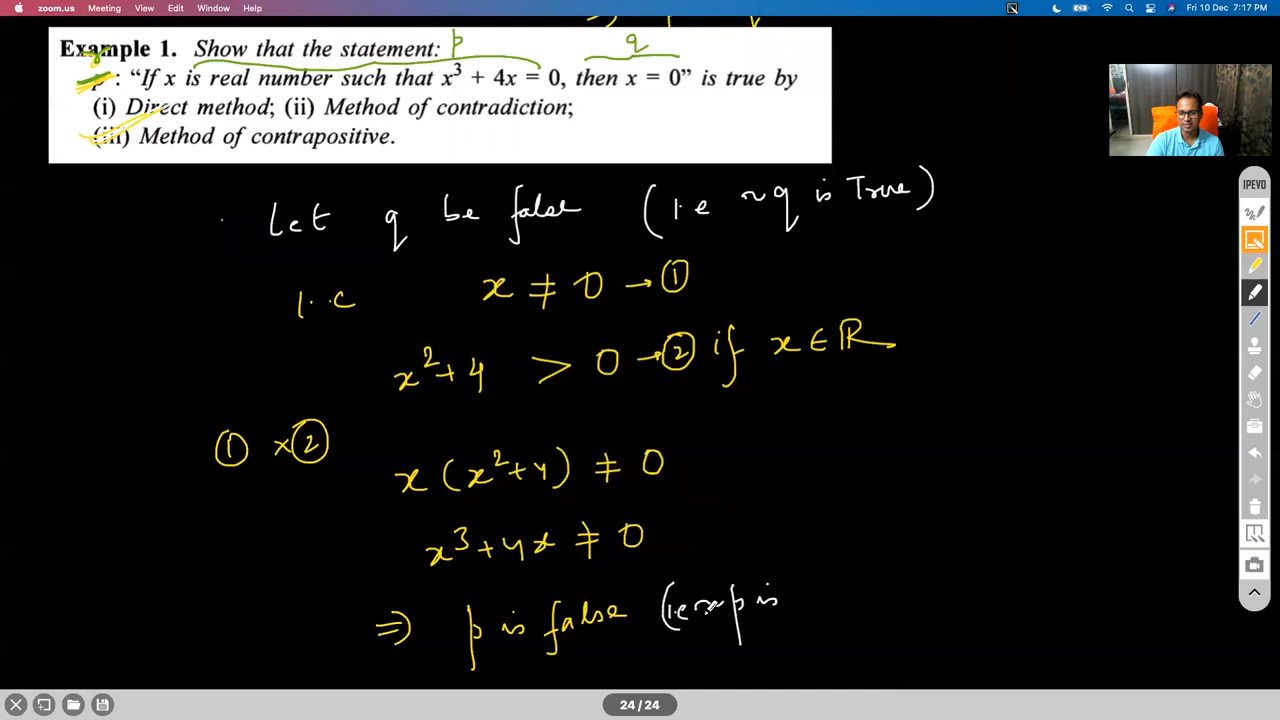 zoom.us Meeting View Edit Window Help
Fri 10 Dec 7:17 PM
Example 1. Show that the statement: p q
r : “If x is real number such that x³ + 4x = 0, then x = 0” is true by
(i) Direct method; (ii) Method of contradiction;
(iii) Method of contrapositive.
IPEVO
Let q be false (i.e ~q is True)
i.e x ≠ 0 → ①
x² + 4 > 0 → ② if x ∈ R
① × ②
x (x² + 4) ≠ 0
x³ + 4x ≠ 0
⇒ p is false (i.e ~p is
24 / 24